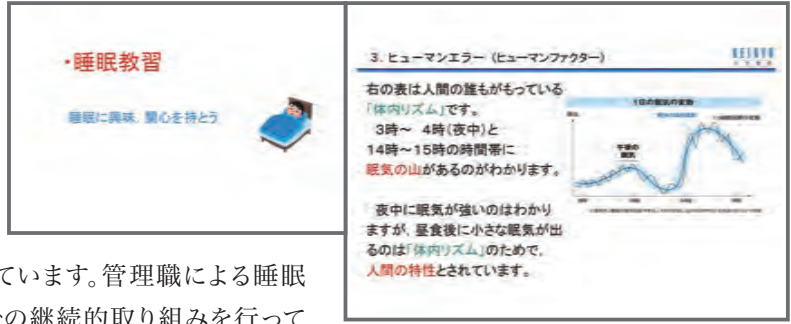 ・睡眠教習
睡眠に興味、関心を持とう
3. ヒューマンエラー（ヒューマンファクター）
KEIKYU
右の表は人間の誰もがもっている
「体内リズム」です。
3時～ 4時(夜中)と
14時～15時の時間帯に
眠気の山があるのがわかります。
夜中に眠気が強いのはわかり
ますが、昼食後に小さな眠気が出
るのは「体内リズム」のためで、
人間の特性とされています。
1日の眠気の変動
午後の
眠気
ています。管理職による睡眠
の継続的取り組みを行って